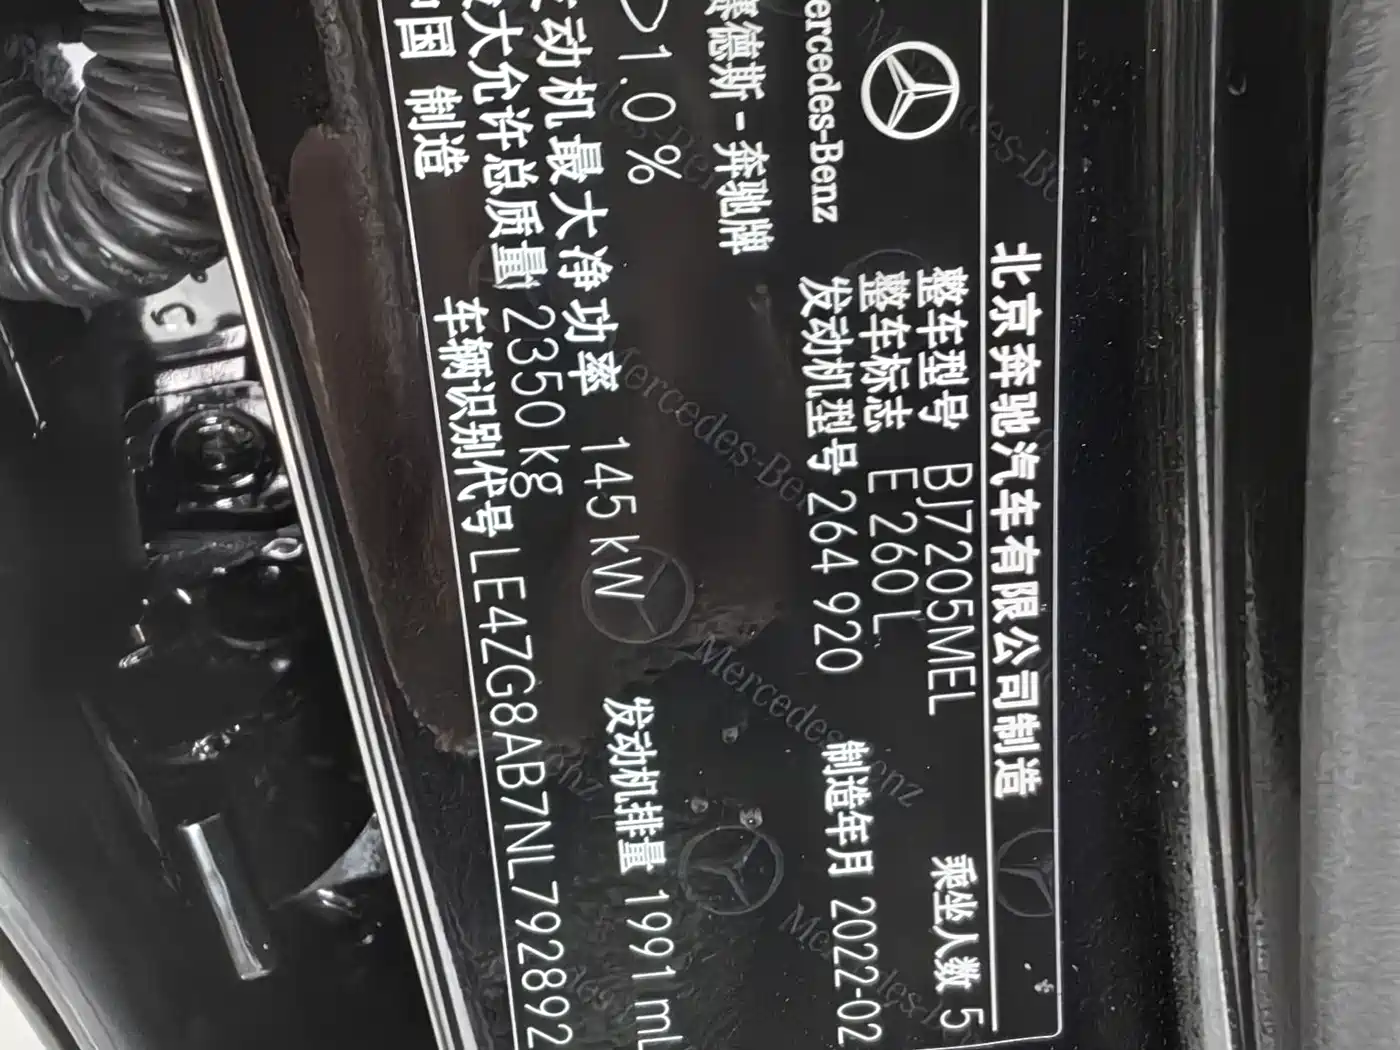 北京奔驰汽车有限公司制造
Mercedes-Benz
整车型号 BJ7205MEL 乘坐人数 5
整车标志 E 260 L
发动机型号 264 920 制造年月 2022-02
德斯-奔驰牌
>1.0%
动机最大净功率 145 kW 发动机排量 1991 ml
大允许总质量 2350 kg
国 制造 车辆识别代号 LE4ZG8AB7NL792892